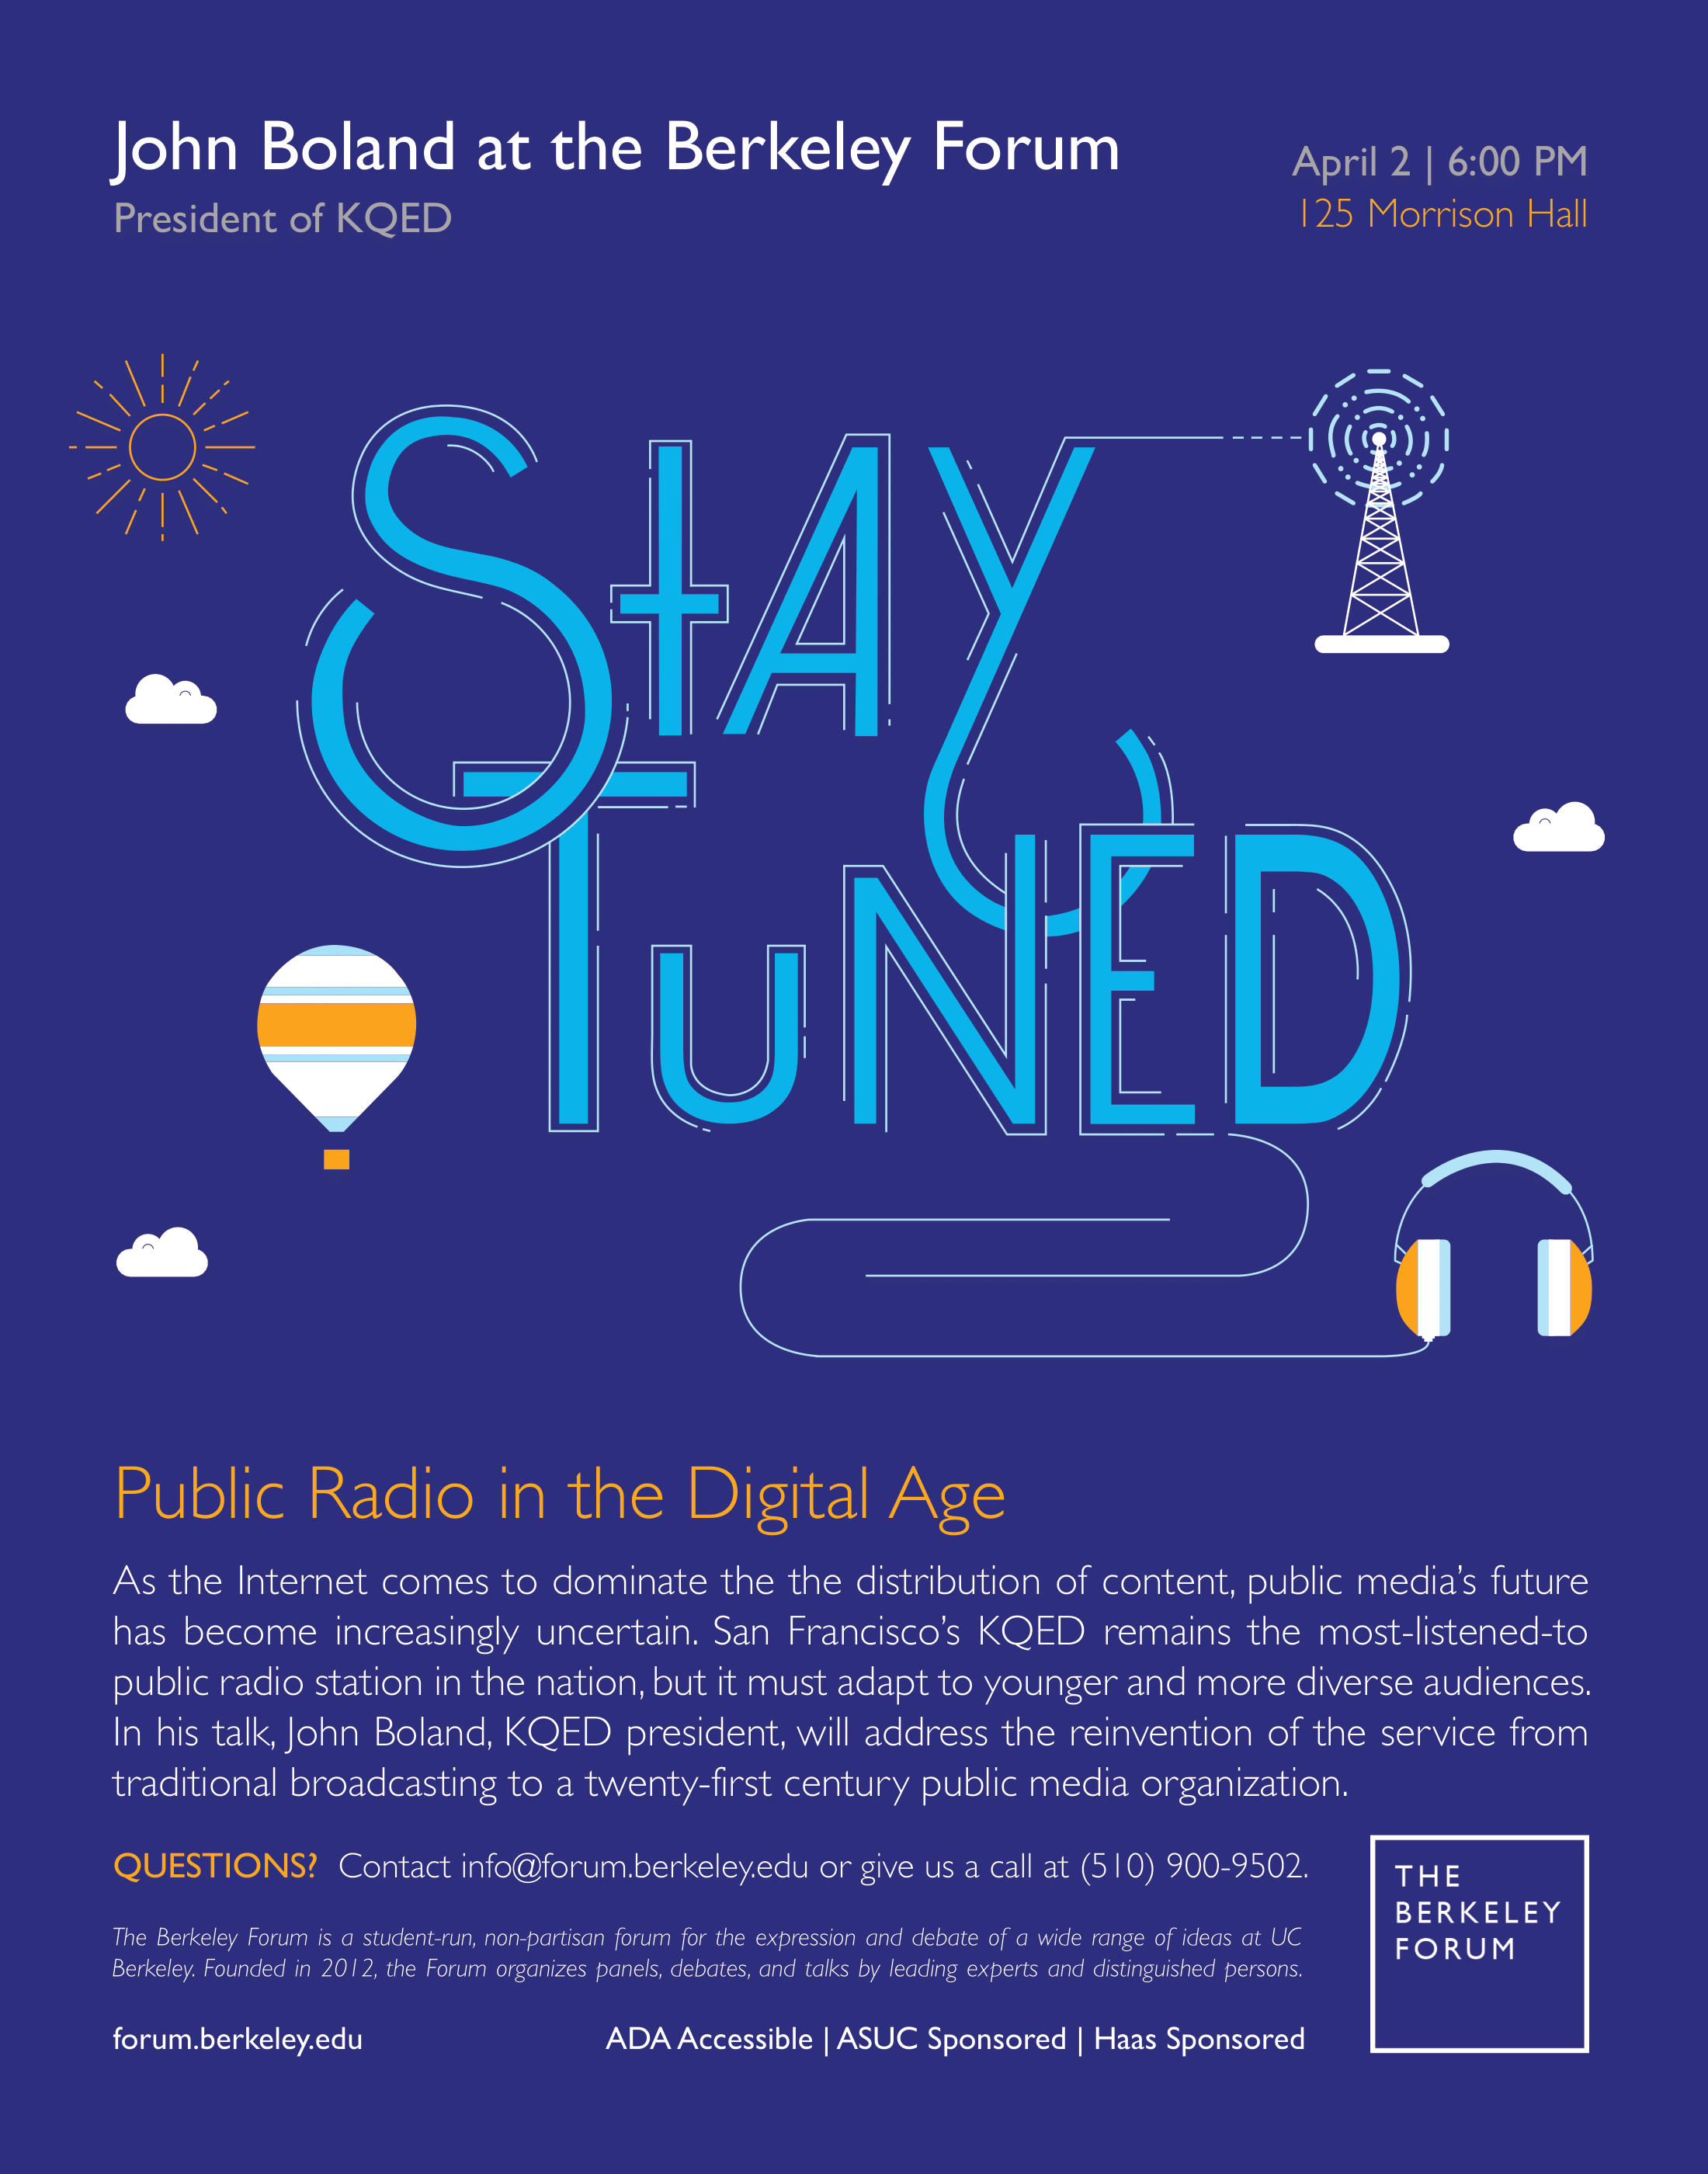 John Boland at the Berkeley Forum
President of KQED
April 2 | 6:00 PM
125 Morrison Hall
StAY
TuNED
Public Radio in the Digital Age
As the Internet comes to dominate the the distribution of content, public media’s future
has become increasingly uncertain. San Francisco’s KQED remains the most-listened-to
public radio station in the nation, but it must adapt to younger and more diverse audiences.
In his talk, John Boland, KQED president, will address the reinvention of the service from
traditional broadcasting to a twenty-first century public media organization.
QUESTIONS? Contact info@forum.berkeley.edu or give us a call at (510) 900-9502.
The Berkeley Forum is a student-run, non-partisan forum for the expression and debate of a wide range of ideas at UC
Berkeley. Founded in 2012, the Forum organizes panels, debates, and talks by leading experts and distinguished persons.
forum.berkeley.edu
ADA Accessible | ASUC Sponsored | Haas Sponsored
THE
BERKELEY
FORUM